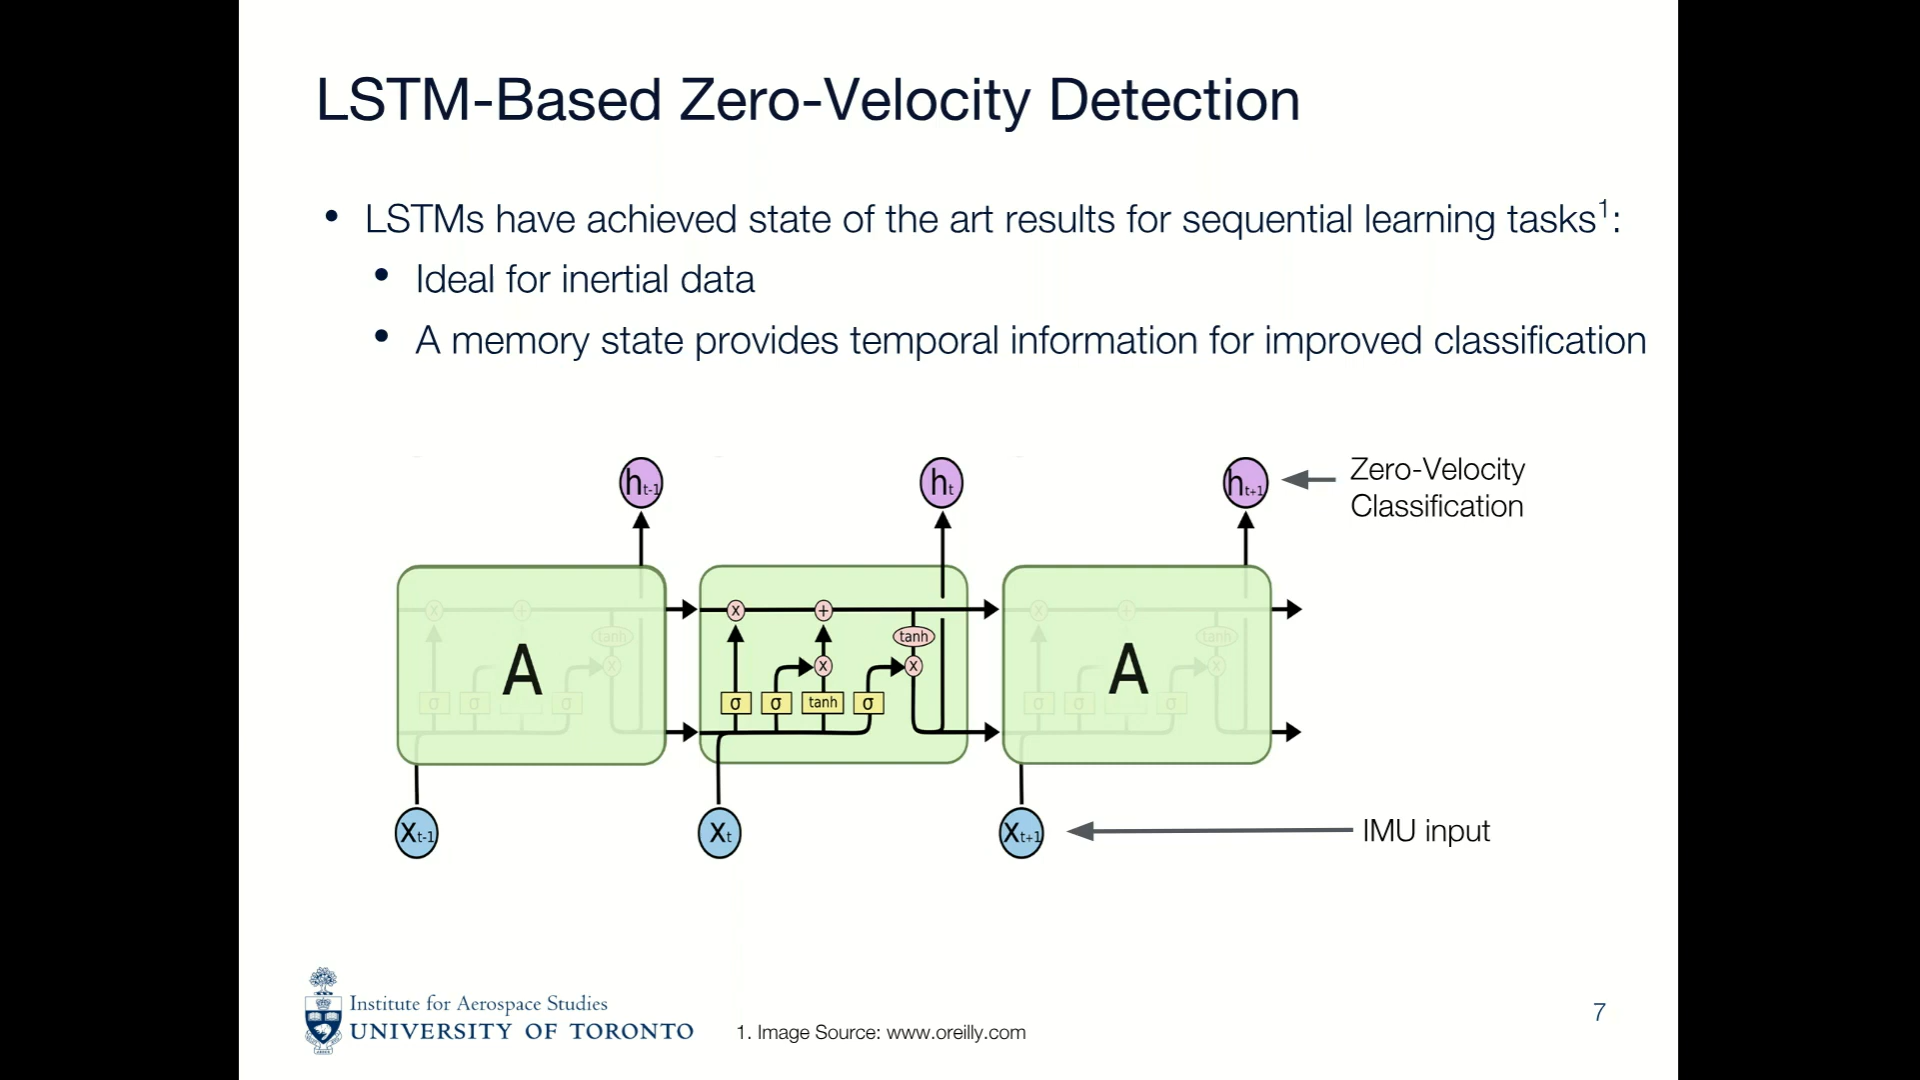 LSTM-Based Zero-Velocity Detection
• LSTMs have achieved state of the art results for sequential learning tasks¹:
• Ideal for inertial data
• A memory state provides temporal information for improved classification
ht-1
ht
ht+1
Zero-Velocity
Classification
x
+
tanh
x
A
σ
σ
σ
x
+
tanh
x
x
σ
σ
tanh
σ
x
+
tanh
x
A
σ
σ
σ
Xt-1
Xt
Xt+1
IMU input
Institute for Aerospace Studies
UNIVERSITY OF TORONTO
1. Image Source: www.oreilly.com
7